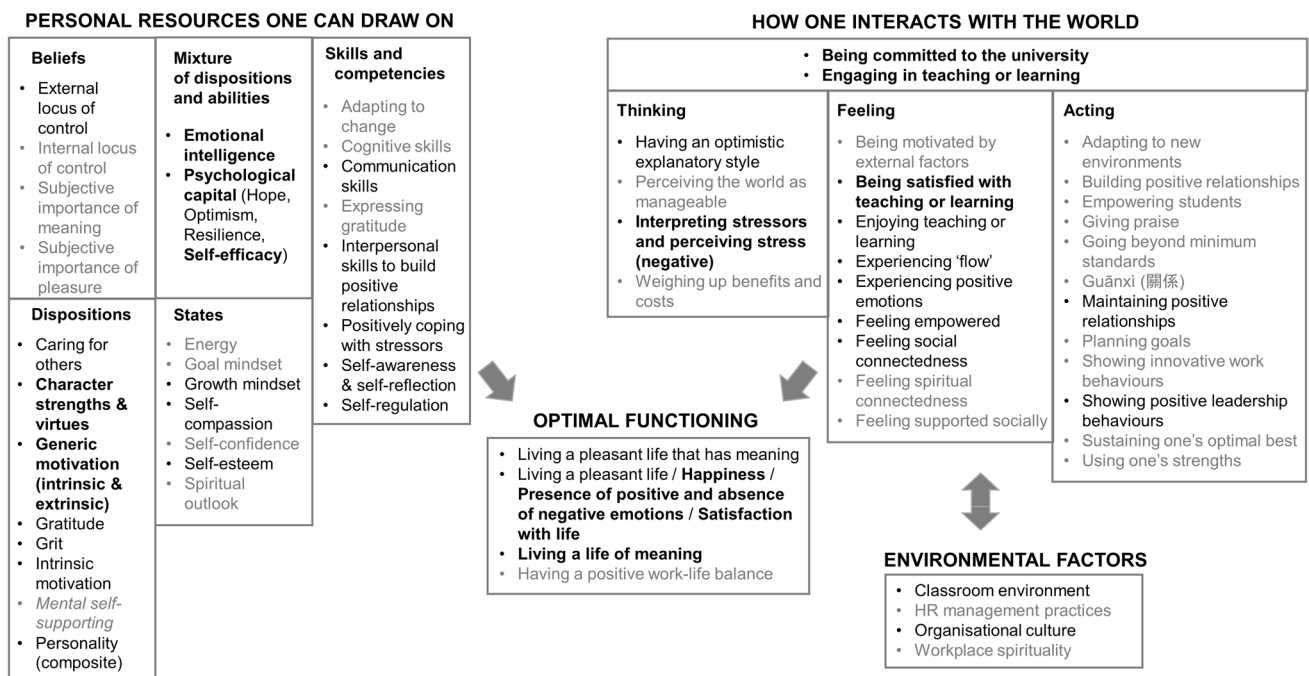 PERSONAL RESOURCES ONE CAN DRAW ON
Beliefs
• External
locus of
control
• Internal locus
of control
• Subjective
importance of
meaning
• Subjective
importance of
pleasure
Mixture
of dispositions
and abilities
• Emotional
intelligence
• Psychological
capital (Hope,
Optimism,
Resilience,
Self-efficacy)
Skills and
competencies
• Adapting to
change
• Cognitive skills
• Communication
skills
• Expressing
gratitude
• Interpersonal
skills to build
positive
relationships
• Positively coping
with stressors
• Self-awareness
& self-reflection
• Self-regulation
Dispositions
• Caring for
others
• Character
strengths &
virtues
• Generic
motivation
(intrinsic &
extrinsic)
• Gratitude
• Grit
• Intrinsic
motivation
• Mental self-
supporting
• Personality
(composite)
States
• Energy
• Goal mindset
• Growth mindset
• Self-
compassion
• Self-confidence
• Self-esteem
• Spiritual
outlook
HOW ONE INTERACTS WITH THE WORLD
• Being committed to the university
• Engaging in teaching or learning
Thinking
• Having an optimistic
explanatory style
• Perceiving the world as
manageable
• Interpreting stressors
and perceiving stress
(negative)
• Weighing up benefits and
costs
Feeling
• Being motivated by
external factors
• Being satisfied with
teaching or learning
• Enjoying teaching or
learning
• Experiencing ‘flow’
• Experiencing positive
emotions
• Feeling empowered
• Feeling social
connectedness
• Feeling spiritual
connectedness
• Feeling supported socially
Acting
• Adapting to new
environments
• Building positive relationships
• Empowering students
• Giving praise
• Going beyond minimum
standards
• Guānxì (關係)
• Maintaining positive
relationships
• Planning goals
• Showing innovative work
behaviours
• Showing positive leadership
behaviours
• Sustaining one’s optimal best
• Using one’s strengths
OPTIMAL FUNCTIONING
• Living a pleasant life that has meaning
• Living a pleasant life / Happiness /
Presence of positive and absence
of negative emotions / Satisfaction
with life
• Living a life of meaning
• Having a positive work-life balance
ENVIRONMENTAL FACTORS
• Classroom environment
• HR management practices
• Organisational culture
• Workplace spirituality